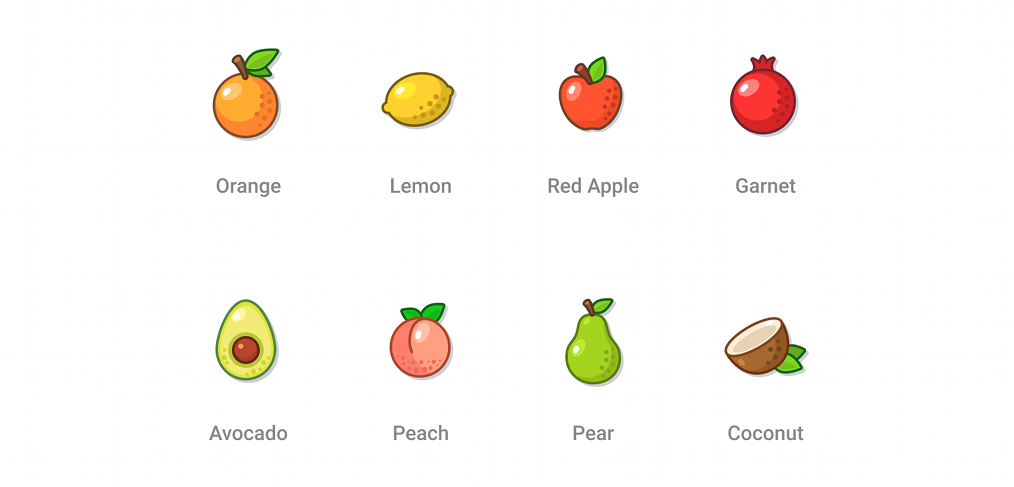 Orange
Lemon
Red Apple
Garnet
Avocado
Peach
Pear
Coconut